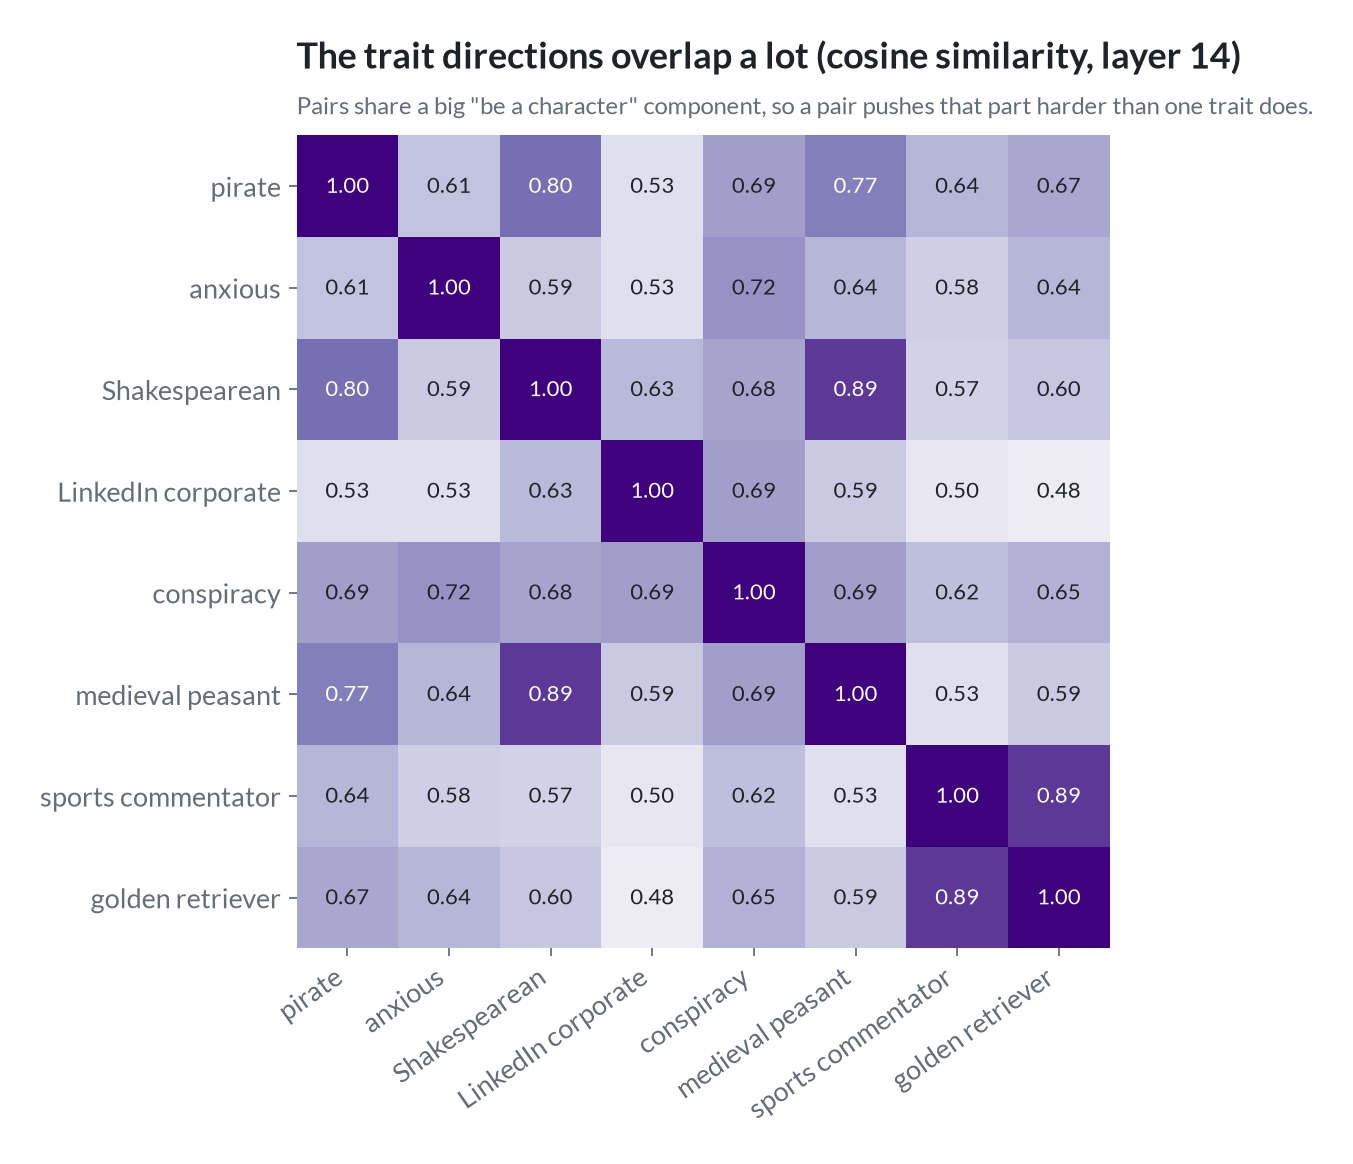 The trait directions overlap a lot (cosine similarity, layer 14)
Pairs share a big "be a character" component, so a pair pushes that part harder than one trait does.
pirate 1.00 0.61 0.80 0.53 0.69 0.77 0.64 0.67
anxious 0.61 1.00 0.59 0.53 0.72 0.64 0.58 0.64
Shakespearean 0.80 0.59 1.00 0.63 0.68 0.89 0.57 0.60
LinkedIn corporate 0.53 0.53 0.63 1.00 0.69 0.59 0.50 0.48
conspiracy 0.69 0.72 0.68 0.69 1.00 0.69 0.62 0.65
medieval peasant 0.77 0.64 0.89 0.59 0.69 1.00 0.53 0.59
sports commentator 0.64 0.58 0.57 0.50 0.62 0.53 1.00 0.89
golden retriever 0.67 0.64 0.60 0.48 0.65 0.59 0.89 1.00
pirate
anxious
Shakespearean
LinkedIn corporate
conspiracy
medieval peasant
sports commentator
golden retriever